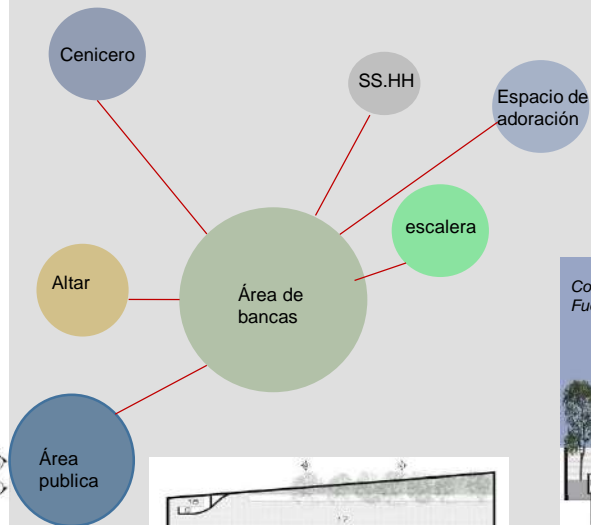 Cenicero
SS.HH
Espacio de
adoración
escalera
Altar
Área de
bancas
Área
publica